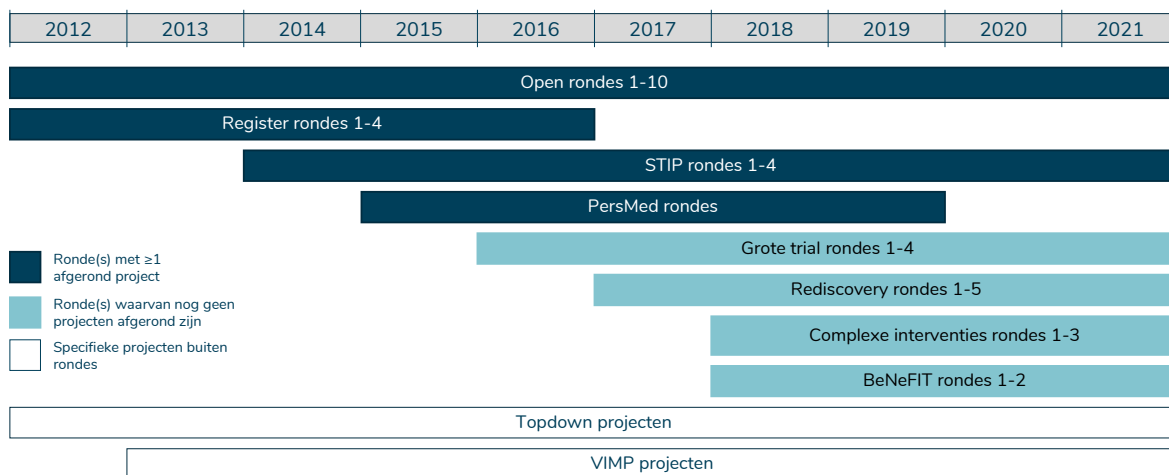 2012 2013 2014 2015 2016 2017 2018 2019 2020 2021
Open rondes 1-10
Register rondes 1-4
STIP rondes 1-4
PersMed rondes
Grote trial rondes 1-4
Rediscovery rondes 1-5
Complexe interventies rondes 1-3
BeNeFIT rondes 1-2
Ronde(s) met ≥1
afgerond project
Ronde(s) waarvan nog geen
projecten afgerond zijn
Specifieke projecten buiten
rondes
Topdown projecten
VIMP projecten